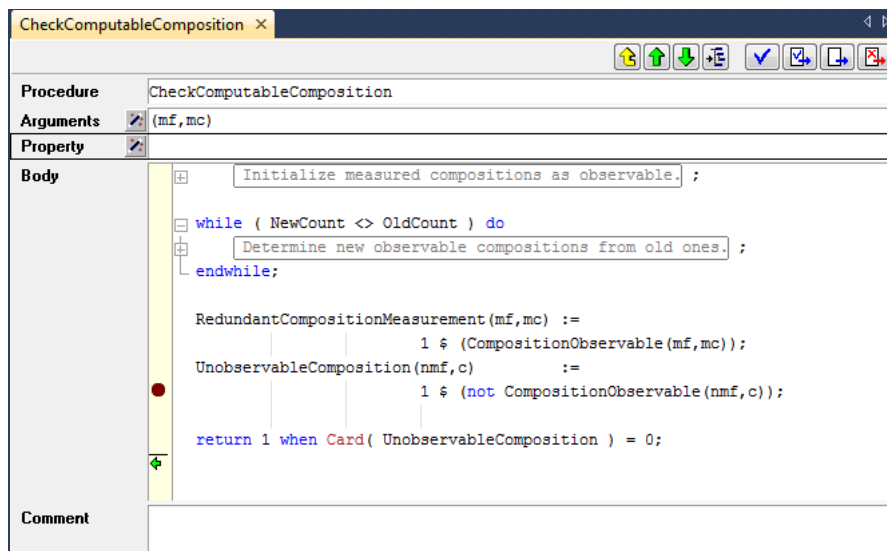 CheckComputableComposition ×
Procedure CheckComputableComposition
Arguments (mf,mc)
Property
Body
Initialize measured compositions as observable. ;
while ( NewCount <> OldCount ) do
Determine new observable compositions from old ones. ;
endwhile;
RedundantCompositionMeasurement(mf,mc) :=
1 $ (CompositionObservable(mf,mc));
UnobservableComposition(nmf,c) :=
1 $ (not CompositionObservable(nmf,c));
return 1 when Card( UnobservableComposition ) = 0;
Comment